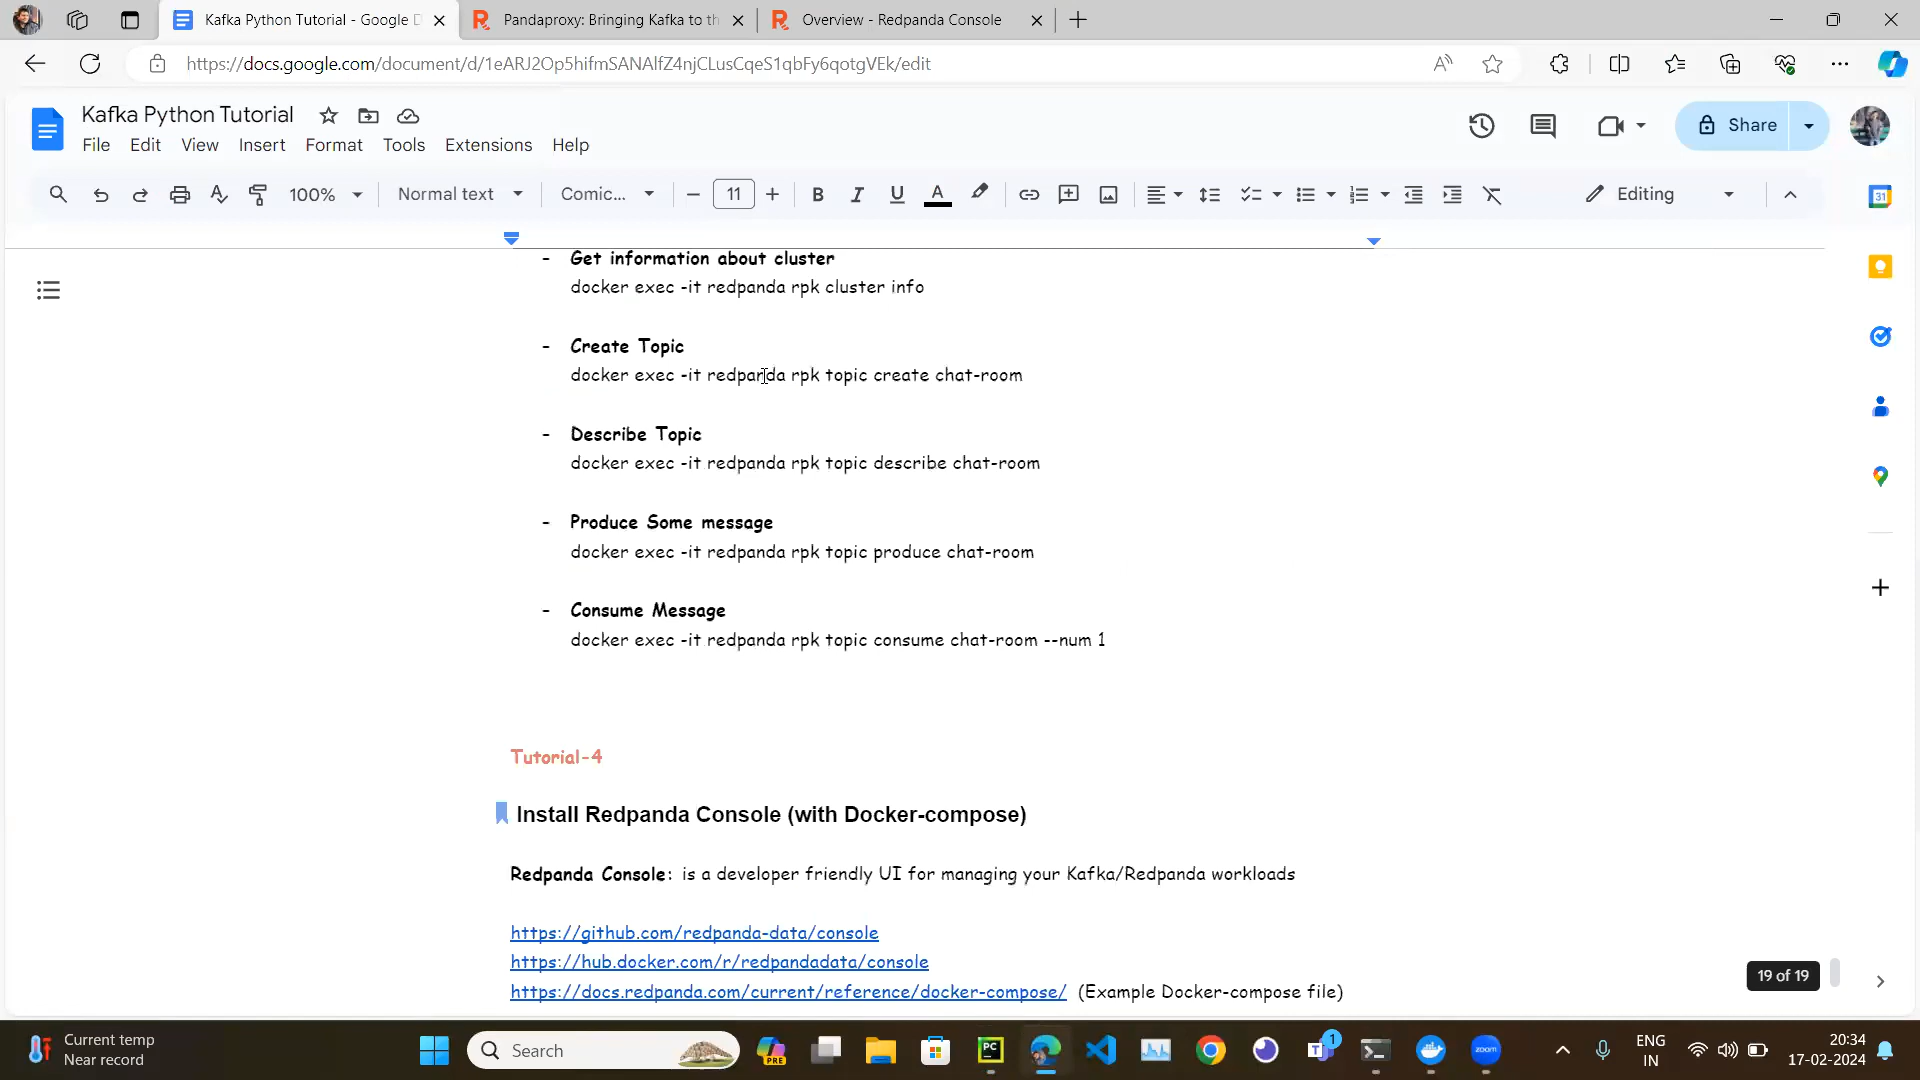 Kafka Python Tutorial - Google D
Pandaproxy: Bringing Kafka to th
Overview - Redpanda Console
https://docs.google.com/document/d/1eARJ2Op5hifmSANAlfZ4njCLusCqeS1qbFy6qotgVEk/edit
Kafka Python Tutorial
Share
File Edit View Insert Format Tools Extensions Help
100% Normal text Comic... 11 Editing
- Get information about cluster
docker exec -it redpanda rpk cluster info
- Create Topic
docker exec -it redpanda rpk topic create chat-room
- Describe Topic
docker exec -it redpanda rpk topic describe chat-room
- Produce Some message
docker exec -it redpanda rpk topic produce chat-room
- Consume Message
docker exec -it redpanda rpk topic consume chat-room --num 1
Tutorial-4
Install Redpanda Console (with Docker-compose)
Redpanda Console: is a developer friendly UI for managing your Kafka/Redpanda workloads
https://github.com/redpanda-data/console
https://hub.docker.com/r/redpandadata/console
https://docs.redpanda.com/current/reference/docker-compose/ (Example Docker-compose file)
19 of 19
Current temp
Near record
Search
PRE
PC
1
zoom
ENG
IN
20:34
17-02-2024